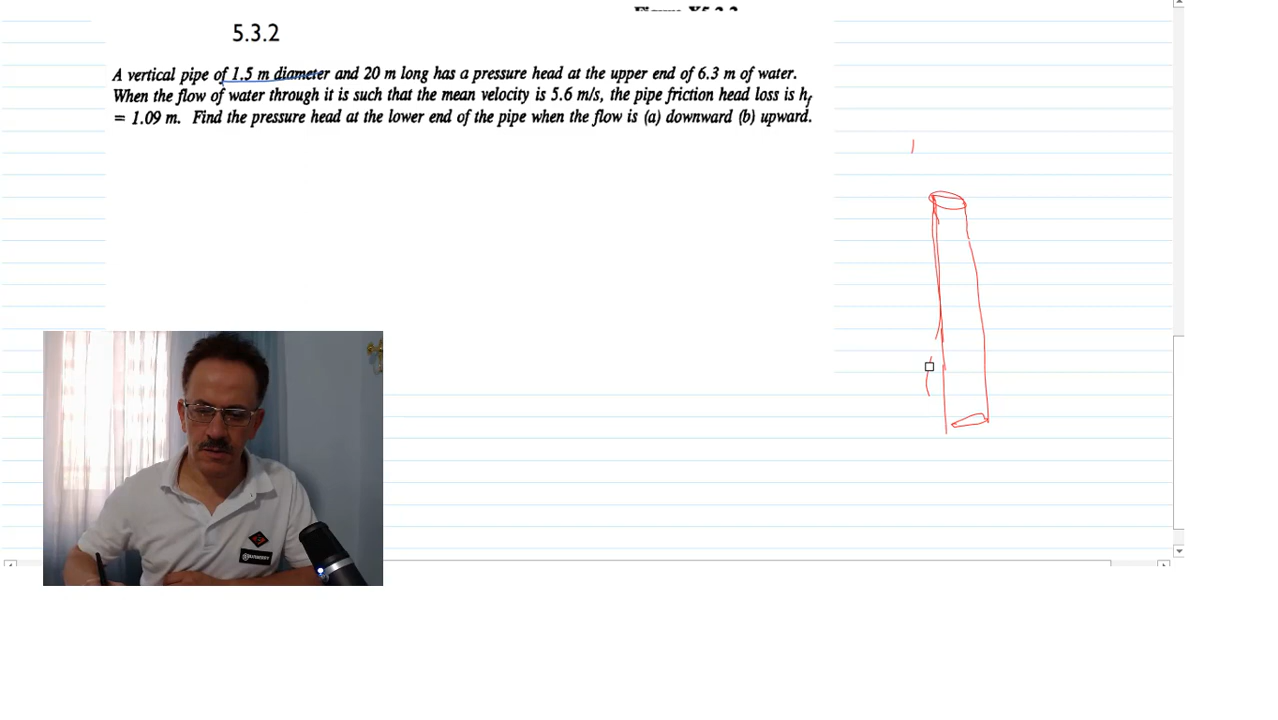 5.3.2
A vertical pipe of 1.5 m diameter and 20 m long has a pressure head at the upper end of 6.3 m of water.
When the flow of water through it is such that the mean velocity is 5.6 m/s, the pipe friction head loss is hf
= 1.09 m. Find the pressure head at the lower end of the pipe when the flow is (a) downward (b) upward.